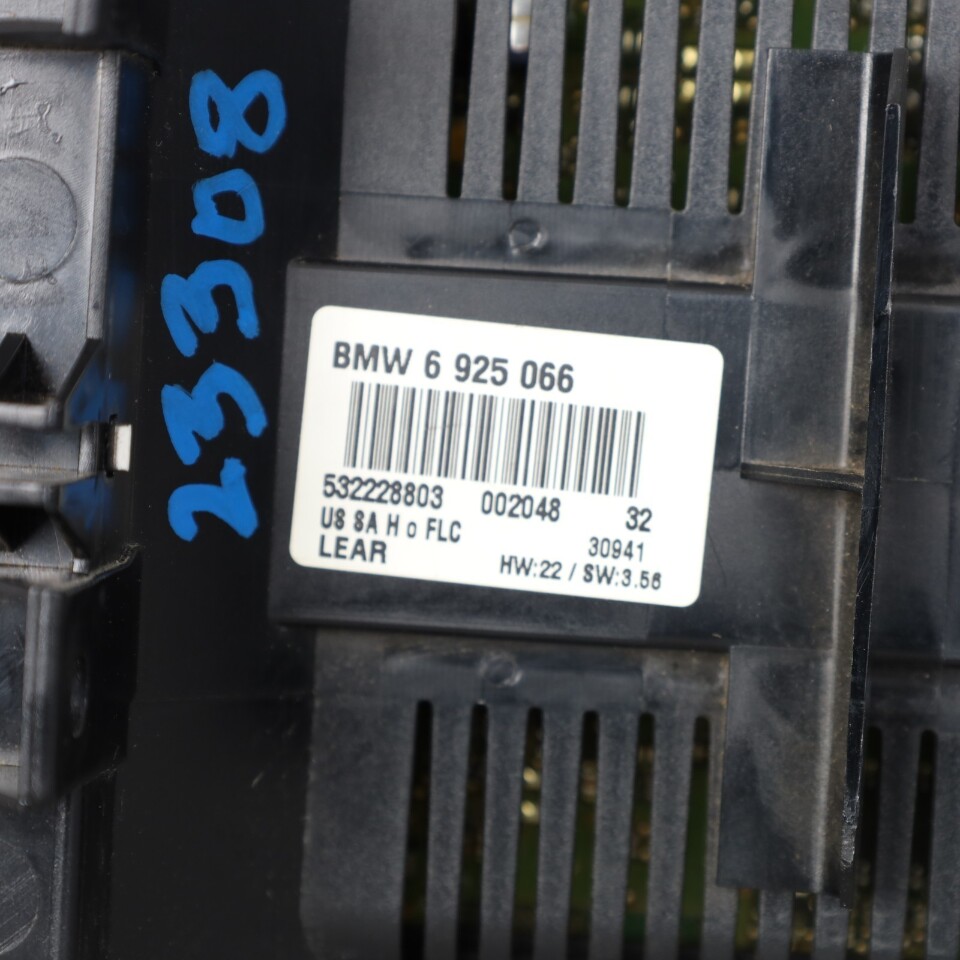 23308
BMW 6 925 066
532228803 002048 32
US SA H o FLC 30941
LEAR HW:22 / SW:3.56